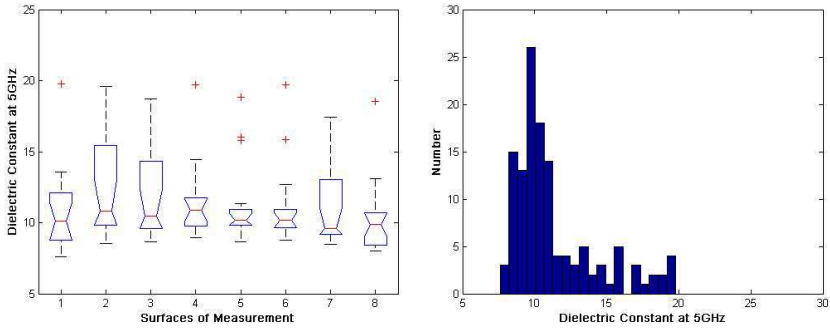 25
20
15
10
5
Dielectric Constant at 5GHz
1 2 3 4 5 6 7 8
Surfaces of Measurement
30
25
20
15
10
5
0
Number
5 10 15 20 25 30
Dielectric Constant at 5GHz